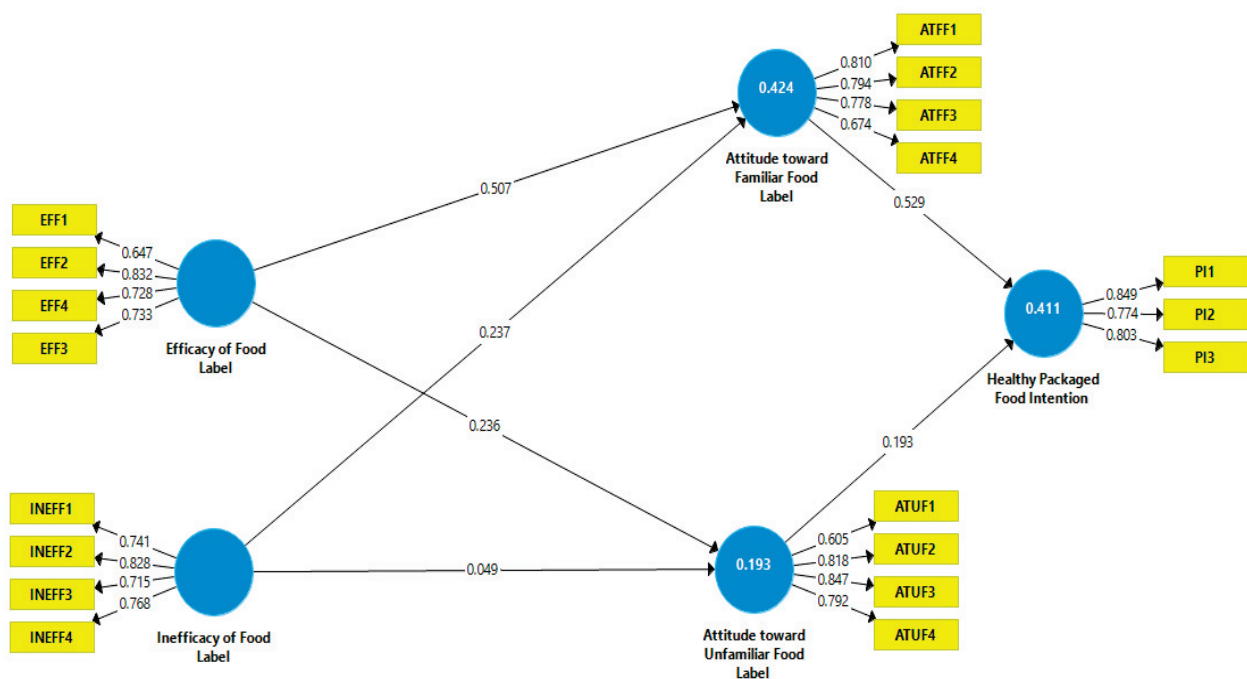 ATFF1
0.810
ATFF2
0.794
0.424
0.778
ATFF3
0.674
ATFF4
Attitude toward
Familiar Food
Label
0.507
0.529
EFF1
0.647
EFF2
0.832
EFF4
0.728
0.733
EFF3
Efficacy of Food
Label
0.237
PI1
0.849
0.411
0.774
PI2
0.803
PI3
Healthy Packaged
Food Intention
0.236
0.193
INEFF1
0.741
INEFF2
0.828
INEFF3
0.715
0.768
INEFF4
Inefficacy of Food
Label
0.049
ATUF1
0.605
ATUF2
0.818
0.193
0.847
ATUF3
0.792
ATUF4
Attitude toward
Unfamiliar Food
Label